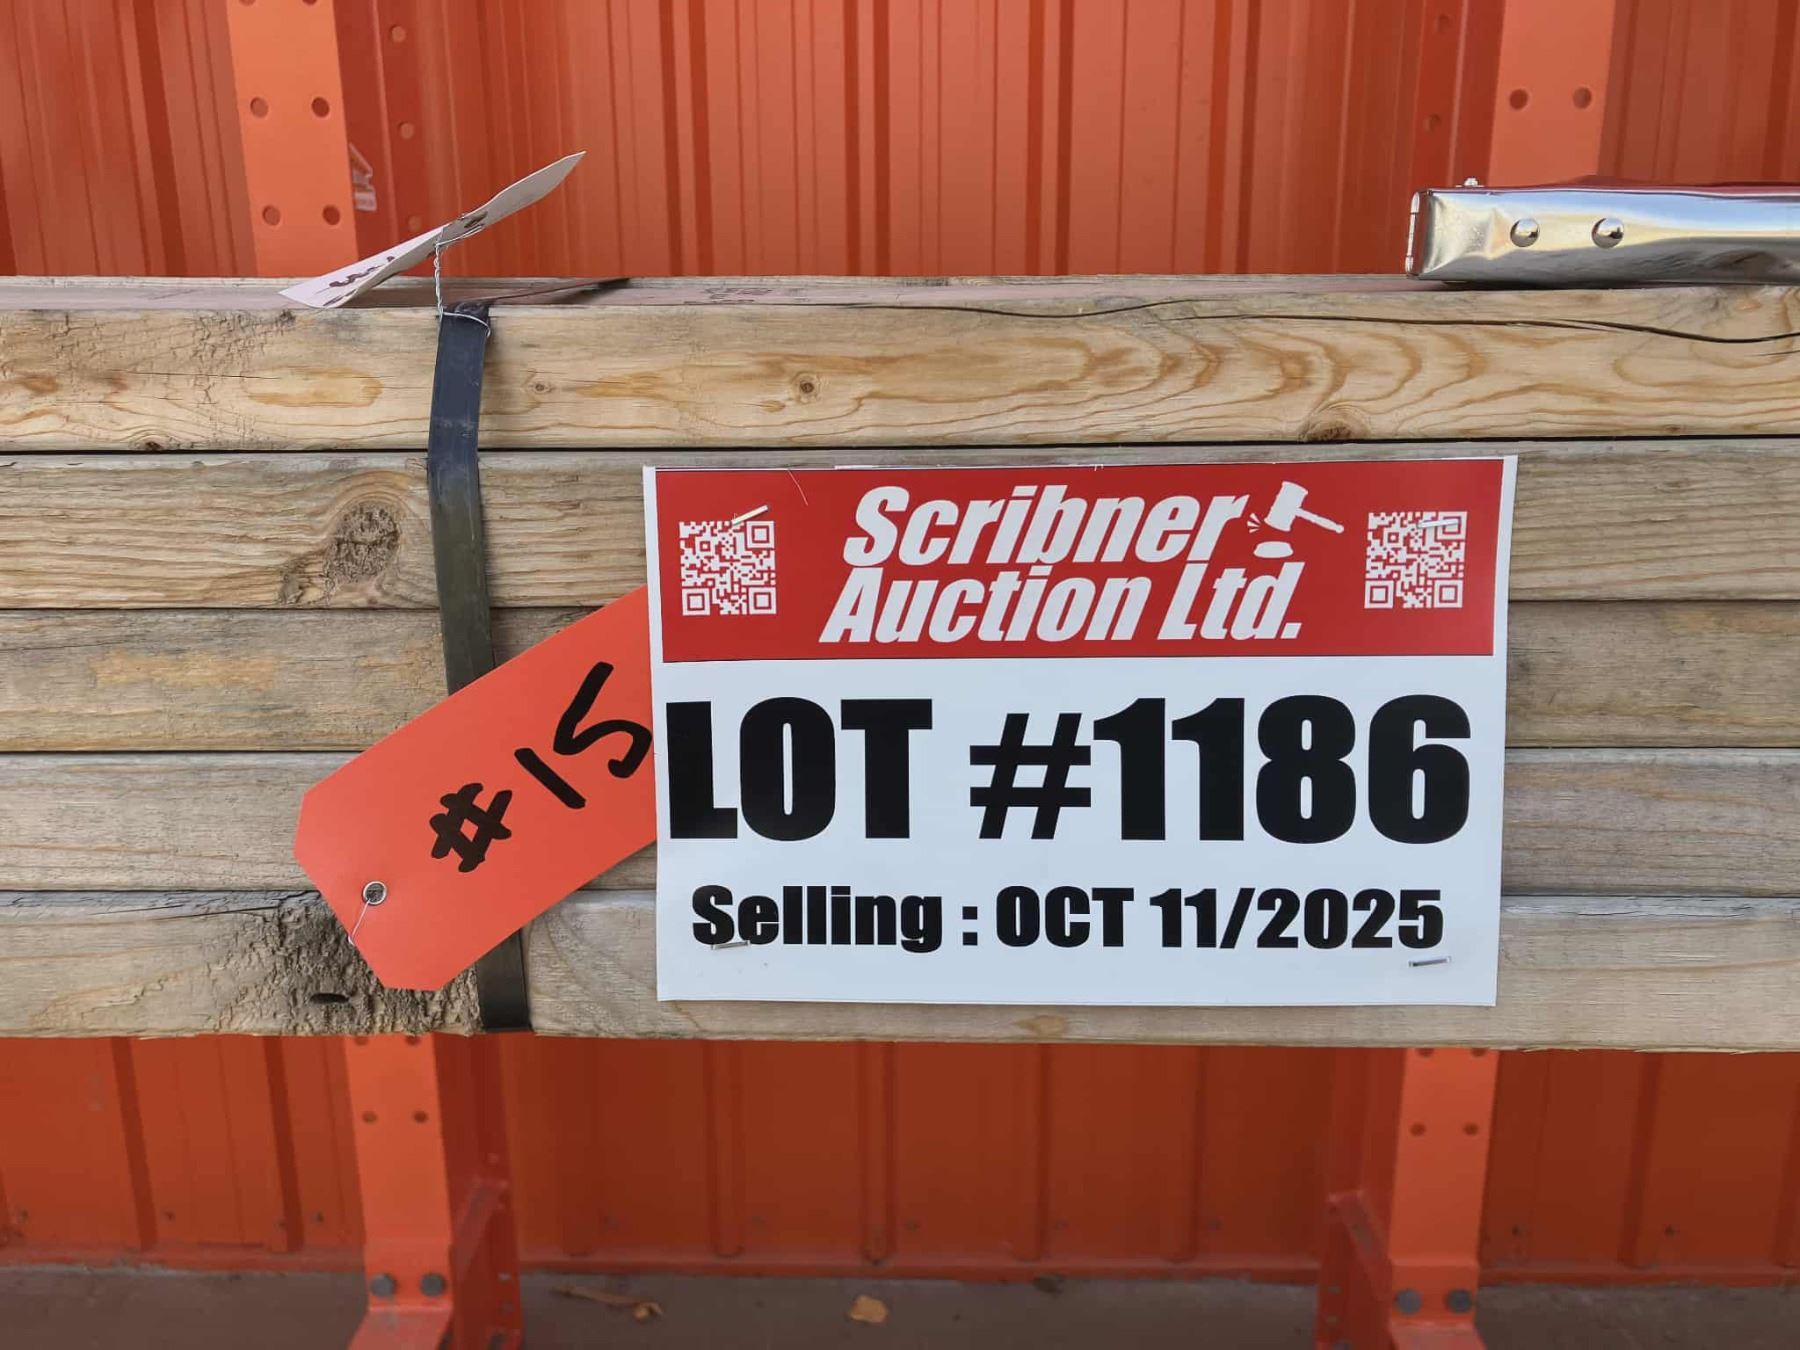 Scribner
Auction Ltd.
#15
LOT #1186
Selling : OCT 11/2025